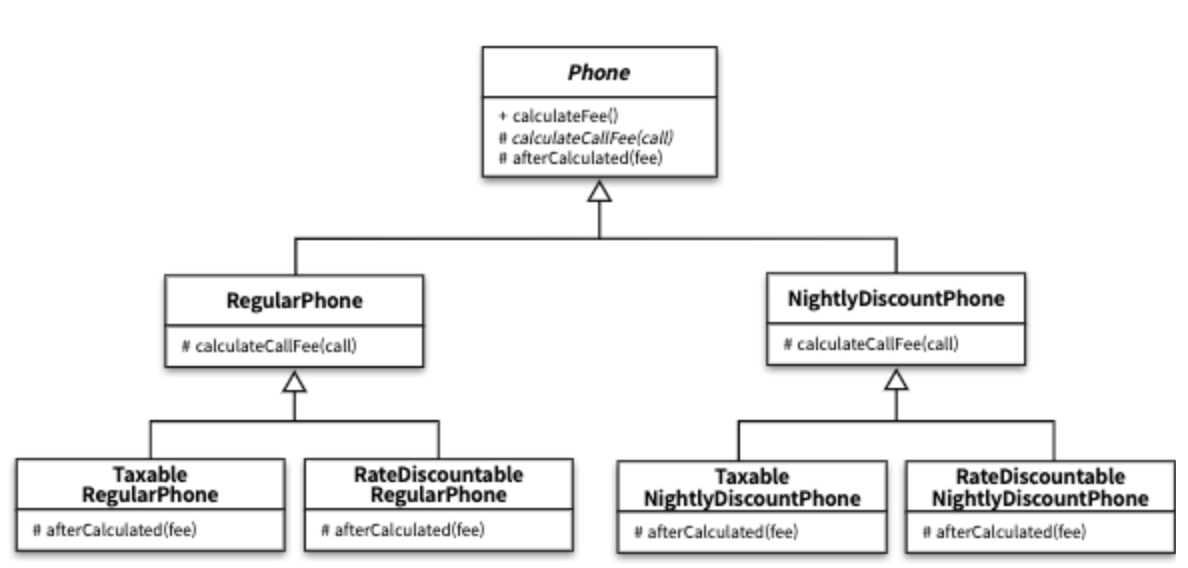 Phone
+ calculateFee()
# calculateCallFee(call)
# afterCalculated(fee)
RegularPhone
# calculateCallFee(call)
NightlyDiscountPhone
# calculateCallFee(call)
Taxable
RegularPhone
# afterCalculated(fee)
RateDiscountable
RegularPhone
# afterCalculated(fee)
Taxable
NightlyDiscountPhone
# afterCalculated(fee)
RateDiscountable
NightlyDiscountPhone
# afterCalculated(fee)